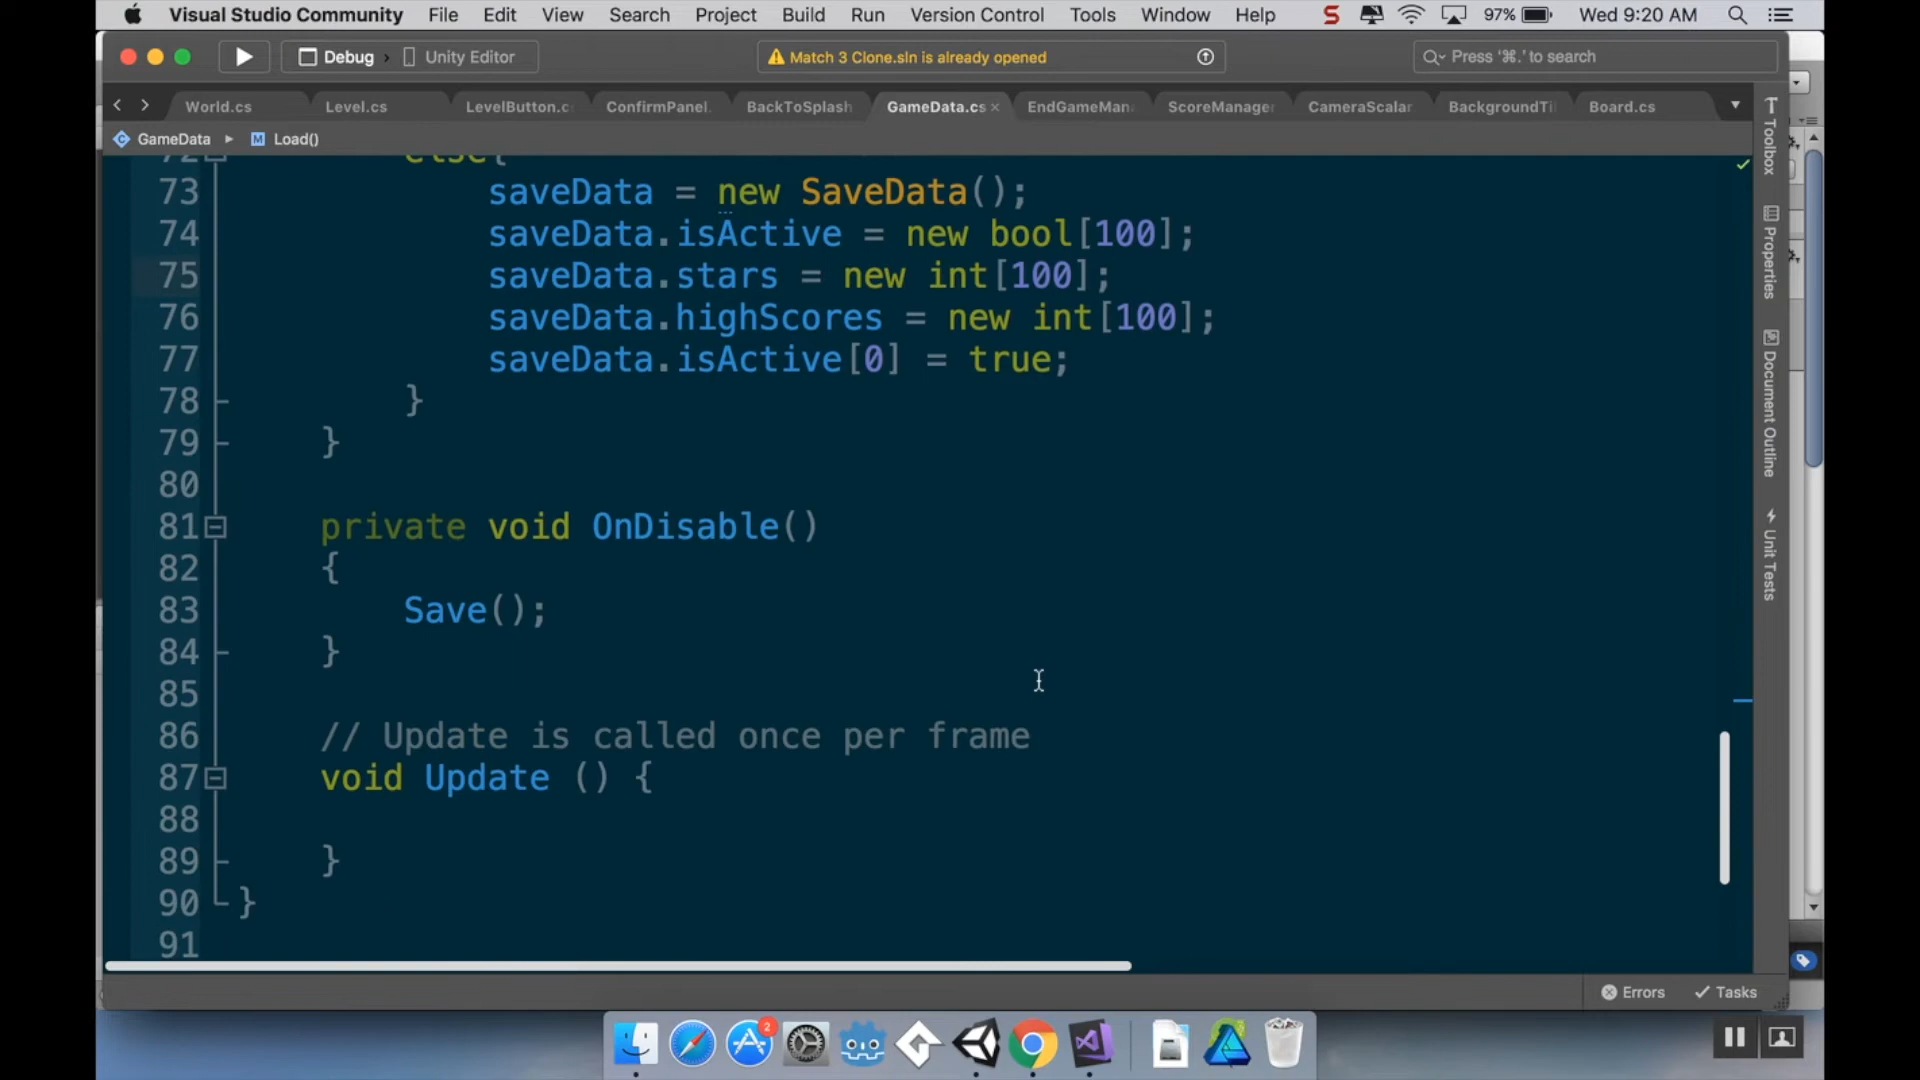 Visual Studio Community File Edit View Search Project Build Run Version Control Tools Window Help S 97% Wed 9:20 AM
Debug Unity Editor Match 3 Clone.sln is already opened Press '⌘.' to search
World.cs Level.cs LevelButton.c ConfirmPanel. BackToSplash GameData.cs EndGameMan ScoreManager CameraScalar BackgroundTil Board.cs
GameData Load()
72 else{
73 saveData = new SaveData();
74 saveData.isActive = new bool[100];
75 saveData.stars = new int[100];
76 saveData.highScores = new int[100];
77 saveData.isActive[0] = true;
78 }
79 }
80
81 private void OnDisable()
82 {
83 Save();
84 }
85
86 // Update is called once per frame
87 void Update () {
88
89 }
90 }
91
Toolbox
Properties
Document Outline
Unit Tests
Errors Tasks
2